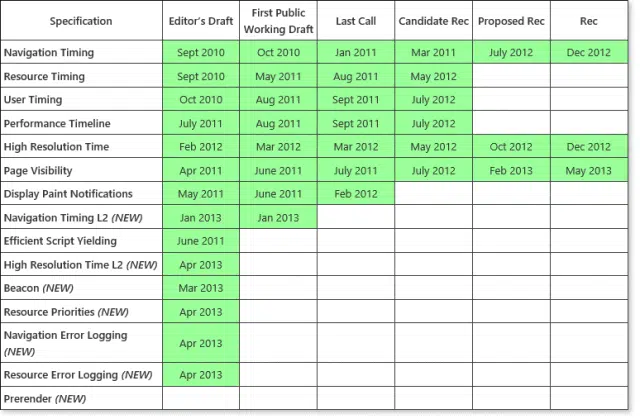 Specification Editor's Draft First Public Working Draft Last Call Candidate Rec Proposed Rec Rec
Navigation Timing Sept 2010 Oct 2010 Jan 2011 Mar 2011 July 2012 Dec 2012
Resource Timing Sept 2010 May 2011 Aug 2011 May 2012
User Timing Oct 2010 Aug 2011 Sept 2011 July 2012
Performance Timeline July 2011 Aug 2011 Sept 2011 July 2012
High Resolution Time Feb 2012 Mar 2012 Mar 2012 May 2012 Oct 2012 Dec 2012
Page Visibility Apr 2011 June 2011 July 2011 July 2012 Feb 2013 May 2013
Display Paint Notifications May 2011 June 2011 Feb 2012
Navigation Timing L2 (NEW) Jan 2013 Jan 2013
Efficient Script Yielding June 2011
High Resolution Time L2 (NEW) Apr 2013
Beacon (NEW) Mar 2013
Resource Priorities (NEW) Apr 2013
Navigation Error Logging
(NEW) Apr 2013
Resource Error Logging (NEW) Apr 2013
Prerender (NEW)